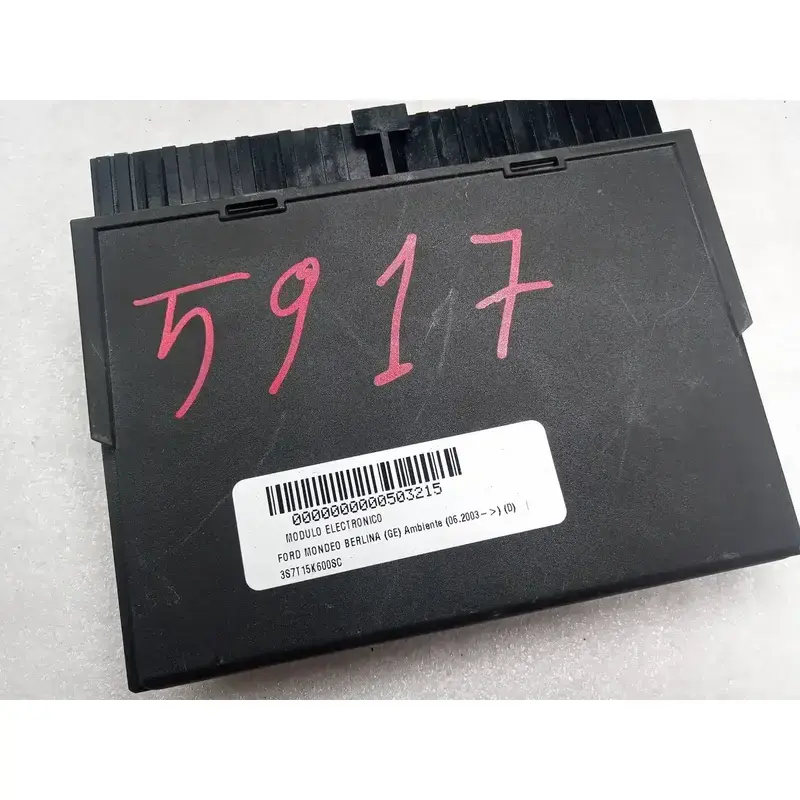 5917
0000000000503215
MODULO ELECTRONICO
FORD MONDEO BERLINA (GE) Ambiente (06.2003->) (0)
3S7T15K600SC